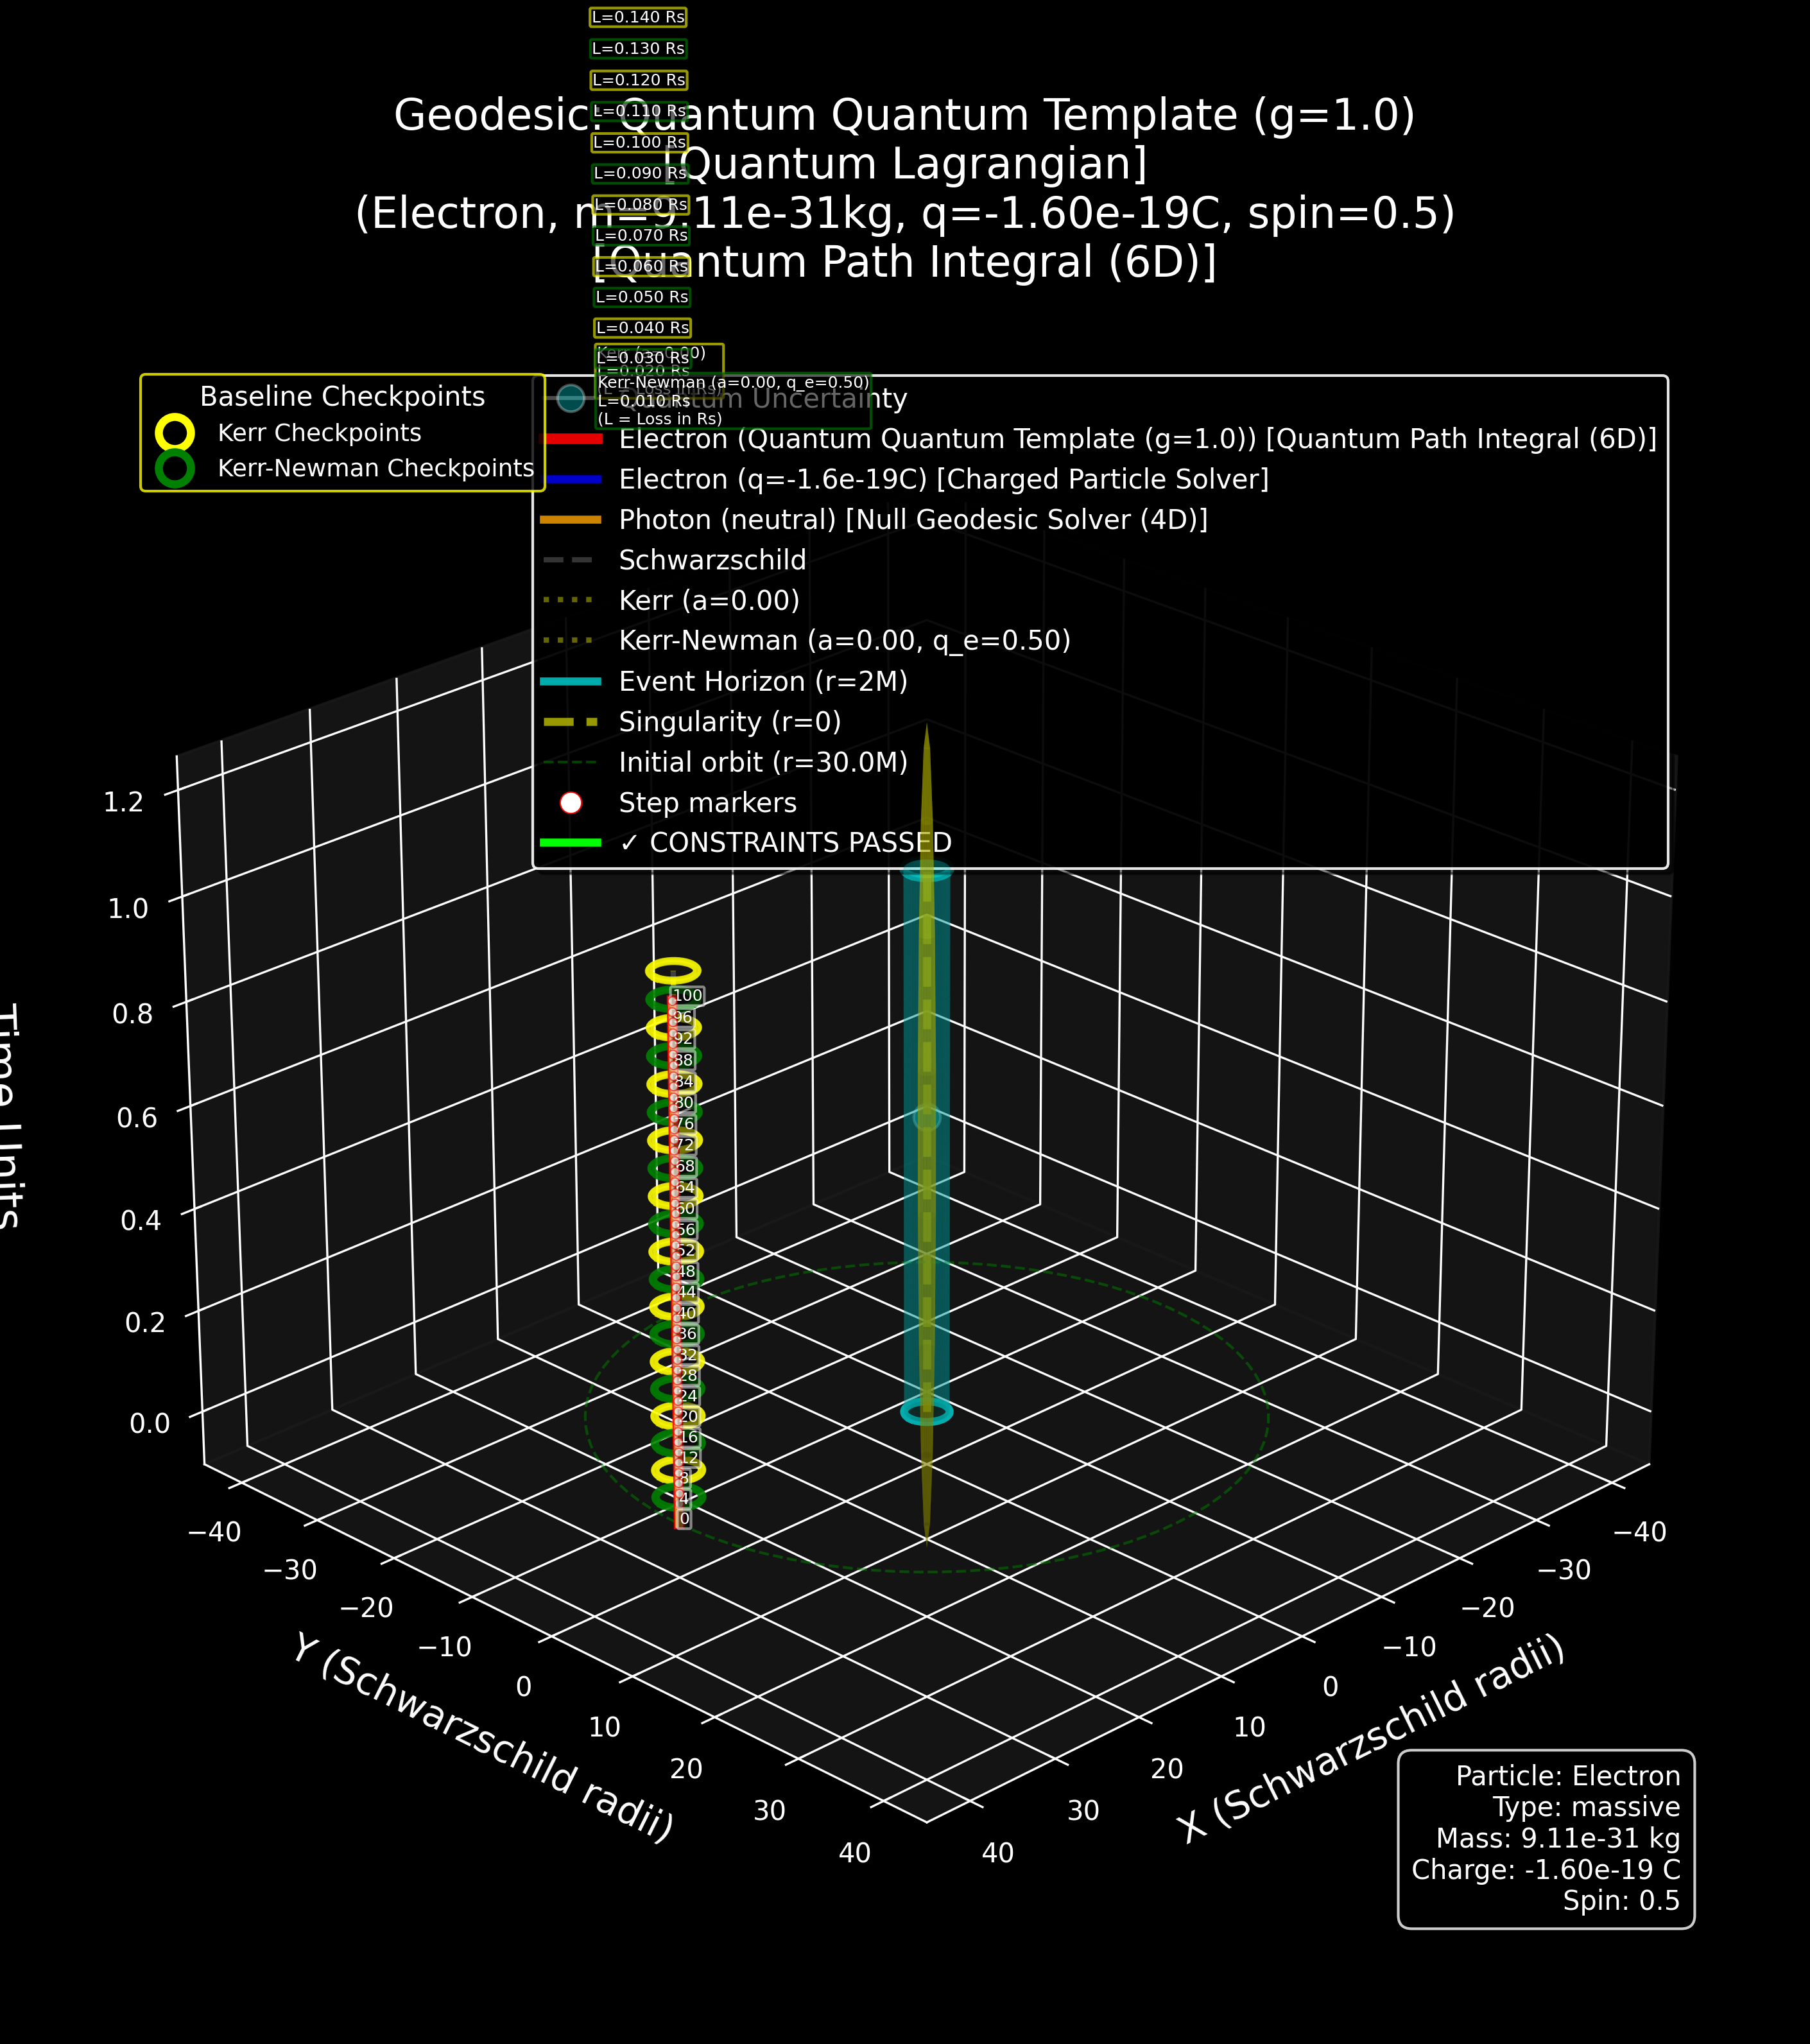 L=0.140 Rs
L=0.130 Rs
L=0.120 Rs
L=0.110 Rs
L=0.100 Rs
L=0.090 Rs
L=0.080 Rs
L=0.070 Rs
L=0.060 Rs
L=0.050 Rs
L=0.040 Rs
L=0.030 Rs
L=0.020 Rs
L=0.010 Rs
Geodesic: Quantum Quantum Template (g=1.0)
[Quantum Lagrangian]
(Electron, m=9.11e-31kg, q=-1.60e-19C, spin=0.5)
[Quantum Path Integral (6D)]
Kerr (a=0.00)
(L = Loss in Rs)
Kerr-Newman (a=0.00, q_e=0.50)
(L = Loss in Rs)
Baseline Checkpoints
Kerr Checkpoints
Kerr-Newman Checkpoints
Quantum Uncertainty
Electron (Quantum Quantum Template (g=1.0)) [Quantum Path Integral (6D)]
Electron (q=-1.6e-19C) [Charged Particle Solver]
Photon (neutral) [Null Geodesic Solver (4D)]
Schwarzschild
Kerr (a=0.00)
Kerr-Newman (a=0.00, q_e=0.50)
Event Horizon (r=2M)
Singularity (r=0)
Initial orbit (r=30.0M)
Step markers
✓ CONSTRAINTS PASSED
1.2
1.0
0.8
0.6
0.4
0.2
0.0
Time Units
100
96
92
88
84
80
76
72
68
64
60
56
52
48
44
40
36
32
28
24
20
16
12
8
4
0
−40
−30
−20
−10
0
10
20
30
40
Y (Schwarzschild radii)
−40
−30
−20
−10
0
10
20
30
40
X (Schwarzschild radii)
Particle: Electron
Type: massive
Mass: 9.11e-31 kg
Charge: -1.60e-19 C
Spin: 0.5